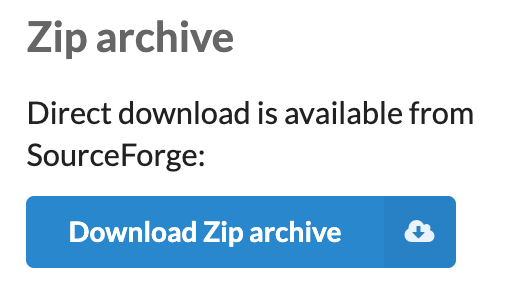 Zip archive
Direct download is available from
SourceForge:
Download Zip archive